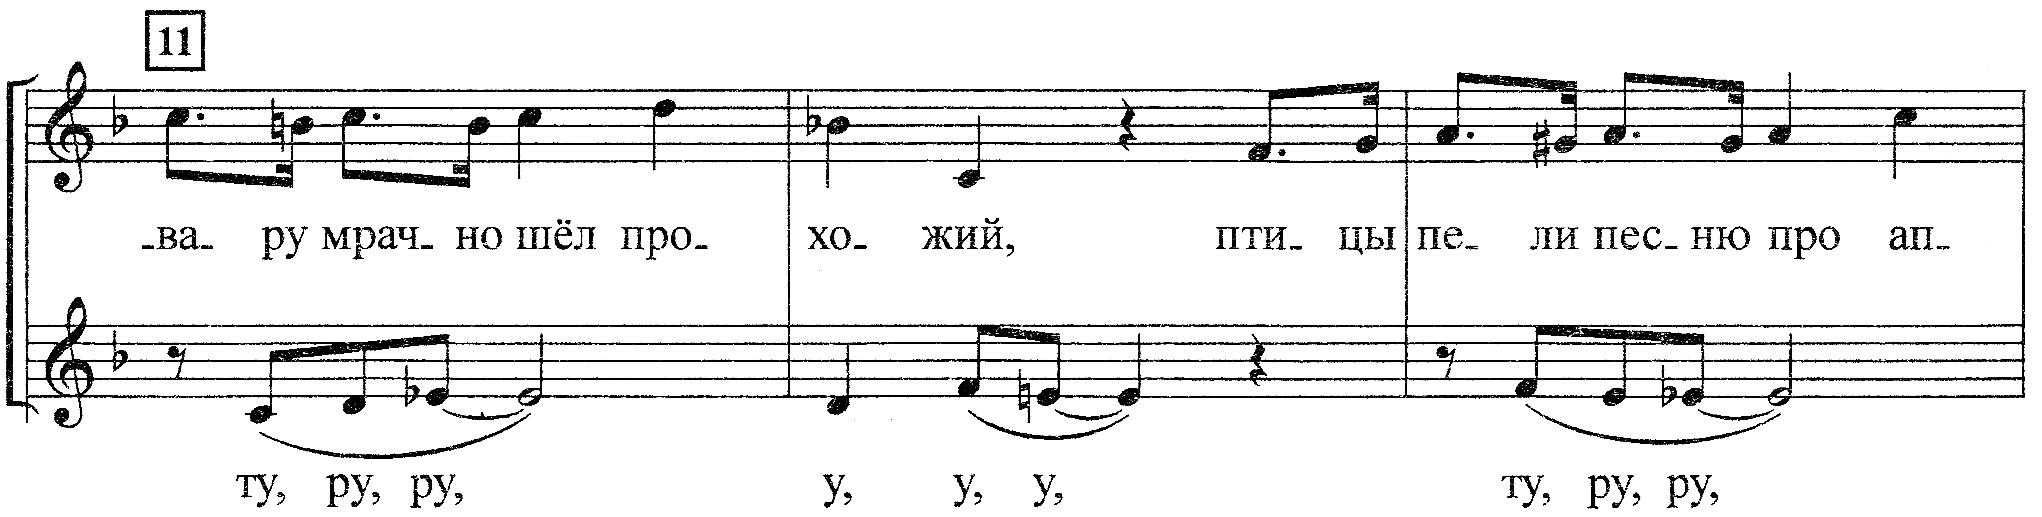 11
-ва- ру мрач- но шёл про- хо- жий, пти- цы пе- ли пес- ню про ап-
ту, ру, ру, у, у, у, ту, ру, ру,